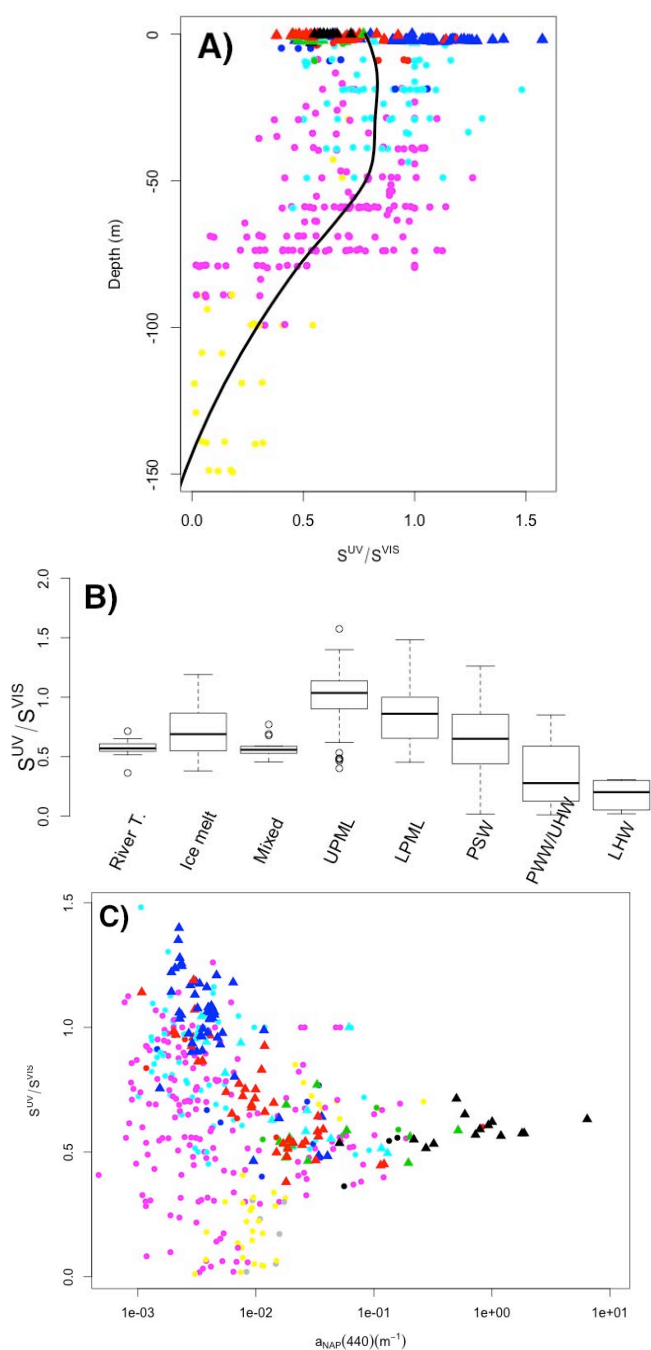 A)
0
-50
-100
-150
Depth (m)
0.0 0.5 1.0 1.5
S^UV/S^VIS
B)
2.0
1.5
1.0
0.5
0.0
S^UV/S^VIS
River T. Ice melt Mixed UPML LPML PSW PWW/UHW LHW
C)
1.5
1.0
0.5
0.0
S^UV/S^VIS
1e-03 1e-02 1e-01 1e+00 1e+01
a_NAP(440)(m^-1)